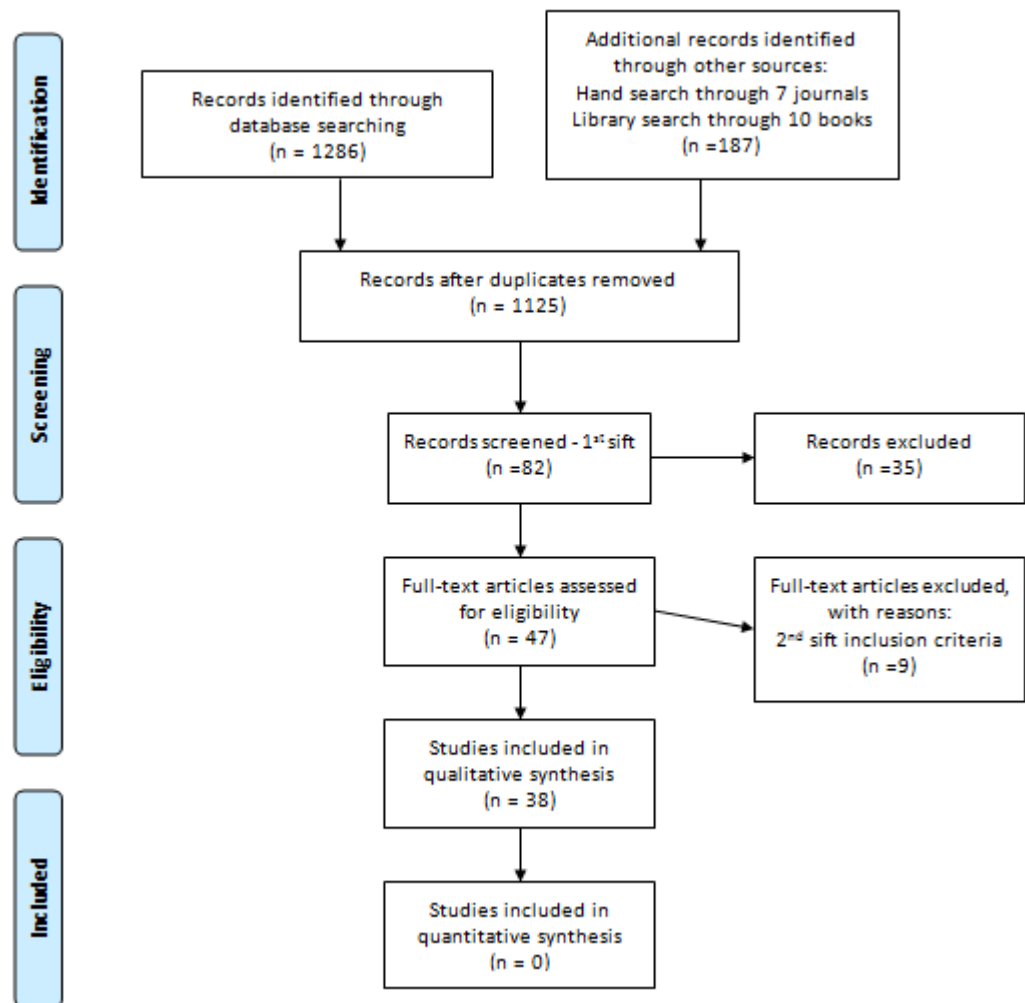 Identification
Records identified through
database searching
(n = 1286)
Additional records identified
through other sources:
Hand search through 7 journals
Library search through 10 books
(n =187)
Records after duplicates removed
(n = 1125)
Screening
Records screened - 1st sift
(n =82)
Records excluded
(n =35)
Eligibility
Full-text articles assessed
for eligibility
(n = 47)
Full-text articles excluded,
with reasons:
2nd sift inclusion criteria
(n =9)
Studies included in
qualitative synthesis
(n = 38)
Included
Studies included in
quantitative synthesis
(n = 0)